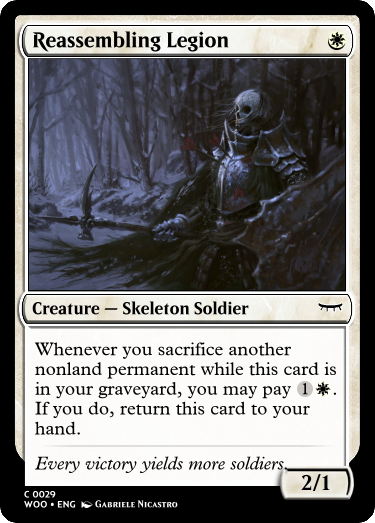 Reassembling Legion
Creature — Skeleton Soldier
Whenever you sacrifice another
nonland permanent while this card is
in your graveyard, you may pay 1 .
If you do, return this card to your
hand.
Every victory yields more soldiers.
2/1
C 0029
WOO • ENG Gabriele Nicastro